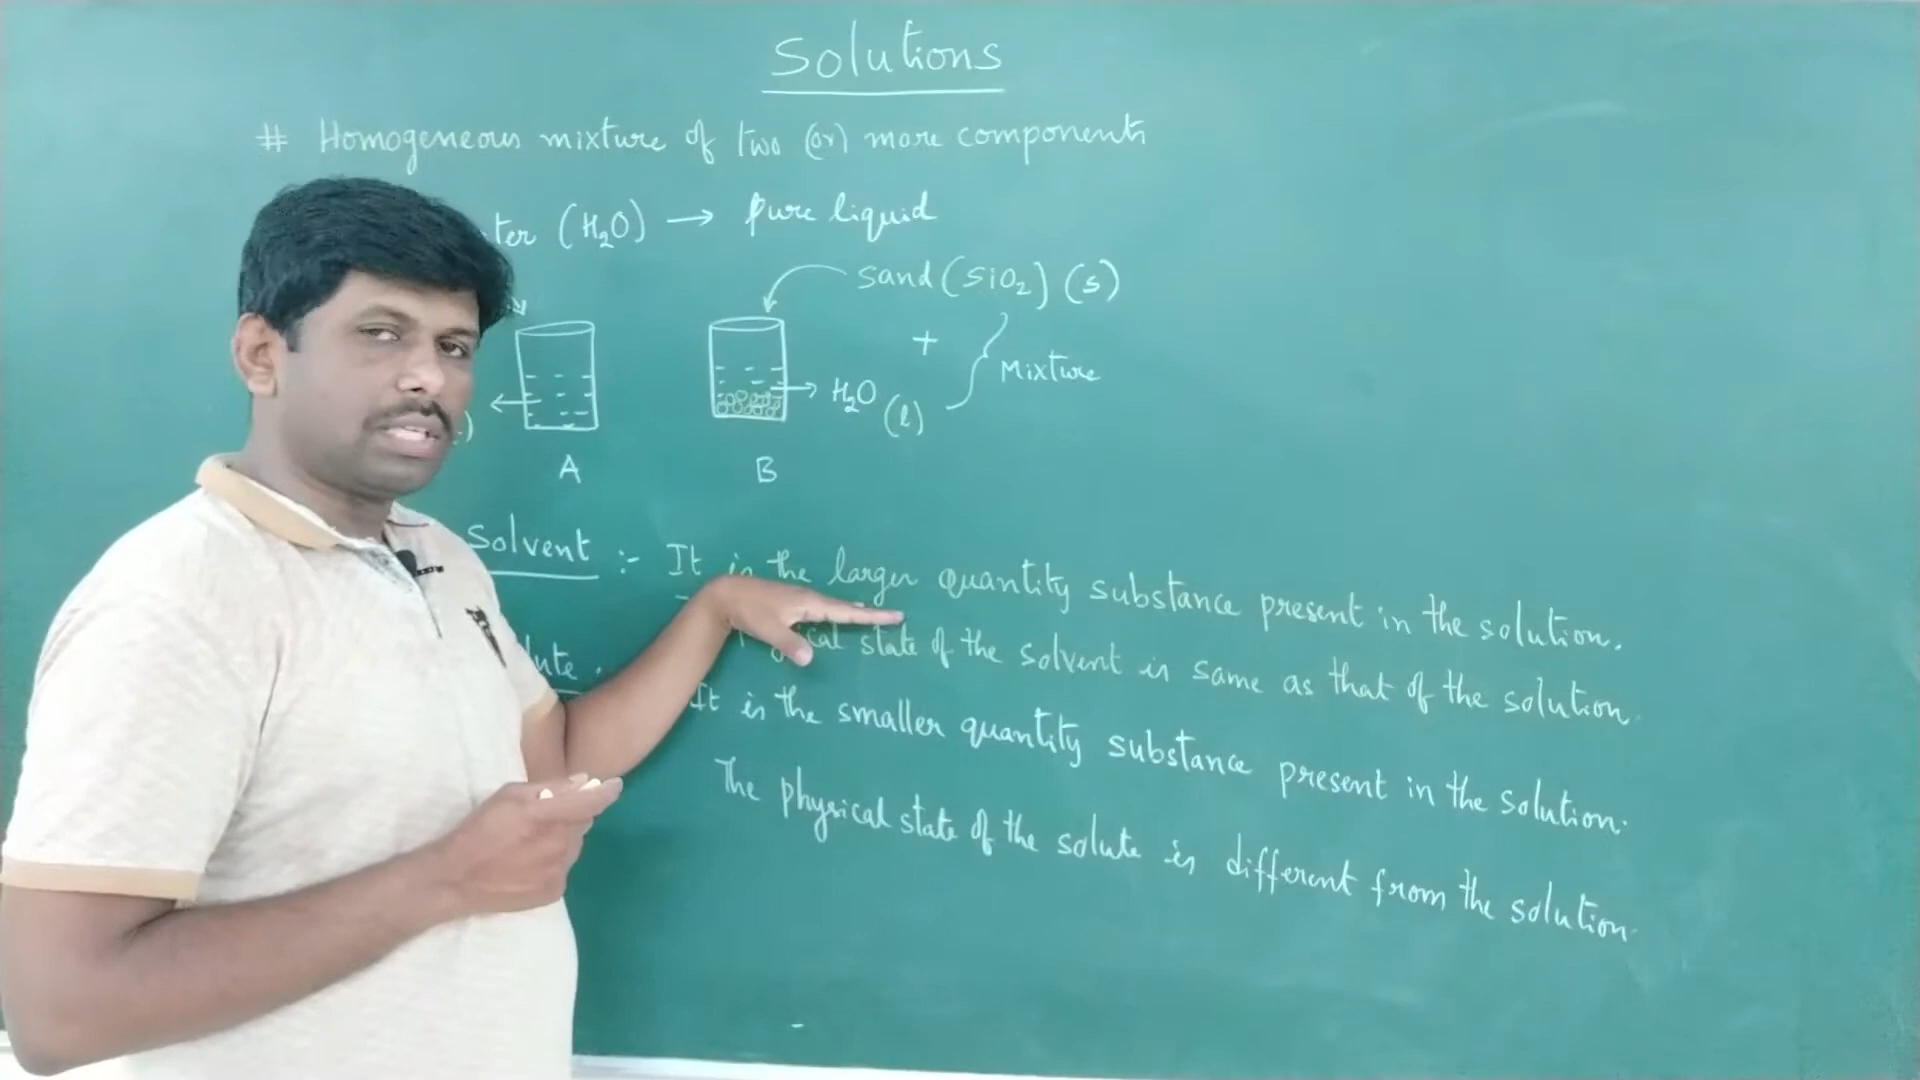 Solutions
# Homogeneous mixture of two (or) more components
(H₂O) → pure liquid
sand (SiO₂) (s)
+
Mixture
H₂O (l)
A
B
Solvent :- It is the larger quantity substance present in the solution.
state of the solvent is same as that of the solution.
It is the smaller quantity substance present in the solution.
The physical state of the solute is different from the solution.